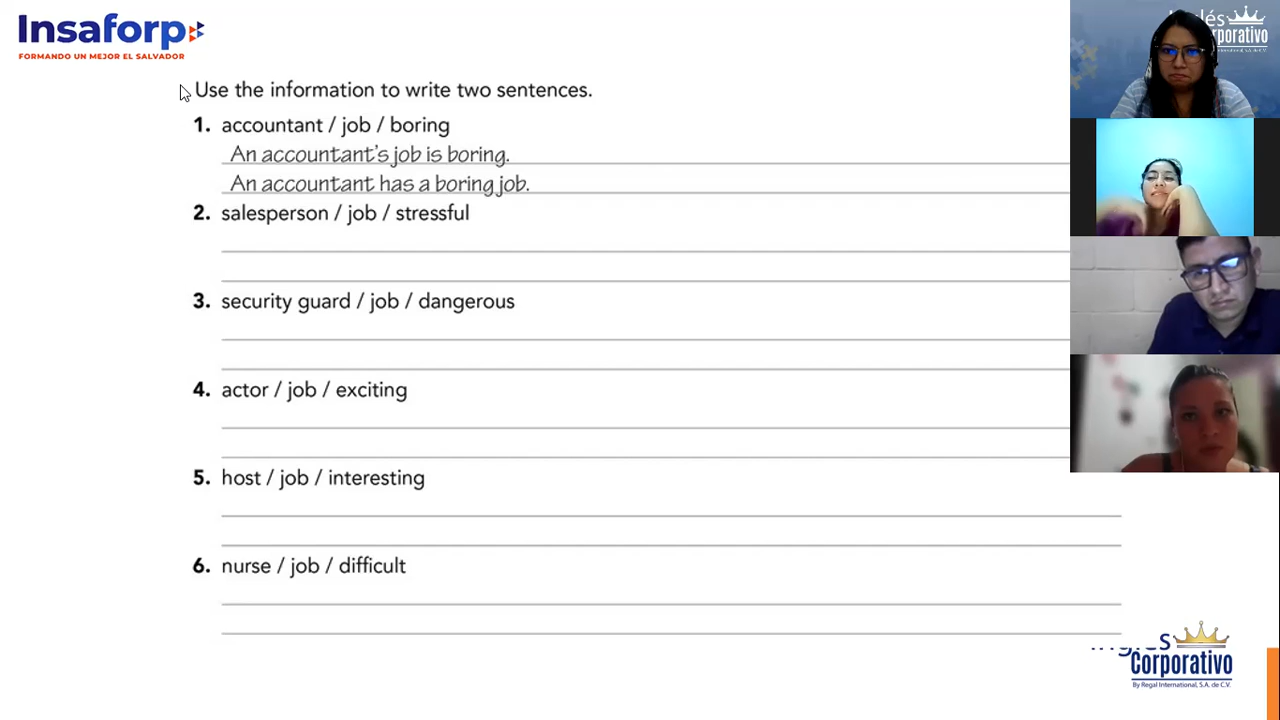 Insaforp
FORMANDO UN MEJOR EL SALVADOR
Use the information to write two sentences.
1. accountant / job / boring
An accountant's job is boring.
An accountant has a boring job.
2. salesperson / job / stressful
3. security guard / job / dangerous
4. actor / job / exciting
5. host / job / interesting
6. nurse / job / difficult
Corporativo
By Regal International, S.A. de C.V.